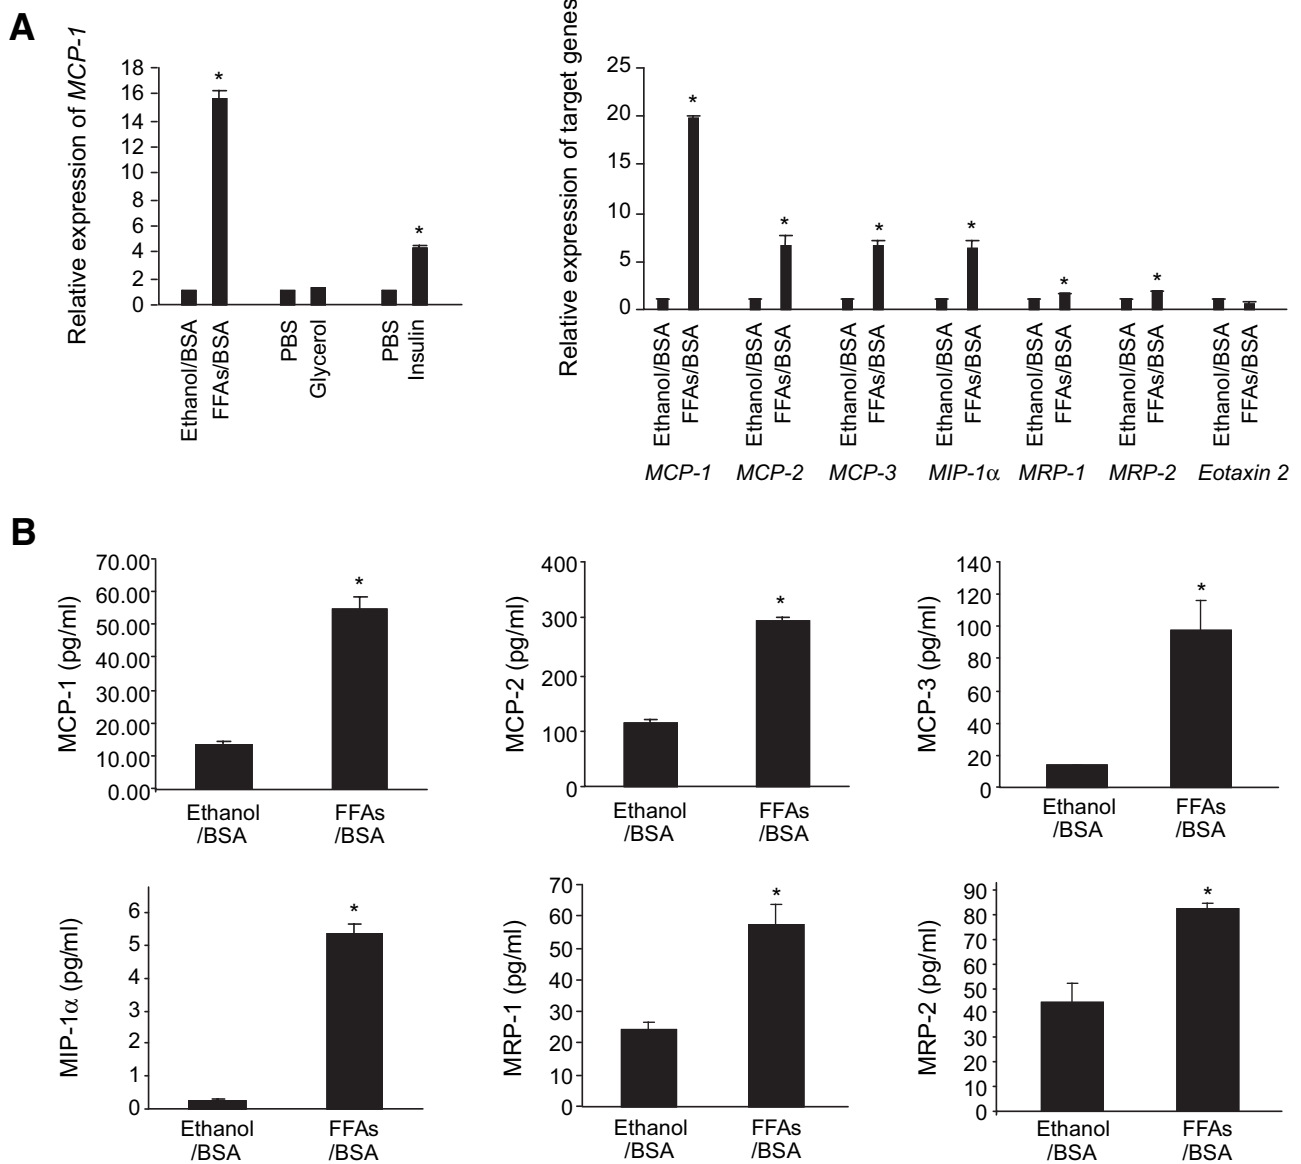 A
Relative expression of MCP-1
18
16
14
12
10
8
6
4
2
0
*
*
Ethanol/BSA
FFAs/BSA
PBS
Glycerol
PBS
Insulin
Relative expression of target genes
25
20
15
10
5
0
*
*
*
*
*
*
Ethanol/BSA
FFAs/BSA
Ethanol/BSA
FFAs/BSA
Ethanol/BSA
FFAs/BSA
Ethanol/BSA
FFAs/BSA
Ethanol/BSA
FFAs/BSA
Ethanol/BSA
FFAs/BSA
Ethanol/BSA
FFAs/BSA
MCP-1 MCP-2 MCP-3 MIP-1α MRP-1 MRP-2 Eotaxin 2
B
MCP-1 (pg/ml)
70.00
60.00
50.00
40.00
30.00
20.00
10.00
0.00
*
Ethanol
/BSA
FFAs
/BSA
MCP-2 (pg/ml)
400
300
200
100
0
*
Ethanol
/BSA
FFAs
/BSA
MCP-3 (pg/ml)
140
120
100
80
60
40
20
0
*
Ethanol
/BSA
FFAs
/BSA
MIP-1α (pg/ml)
6
5
4
3
2
1
0
*
Ethanol
/BSA
FFAs
/BSA
MRP-1 (pg/ml)
70
60
50
40
30
20
10
0
*
Ethanol
/BSA
FFAs
/BSA
MRP-2 (pg/ml)
90
80
70
60
50
40
30
20
10
0
*
Ethanol
/BSA
FFAs
/BSA